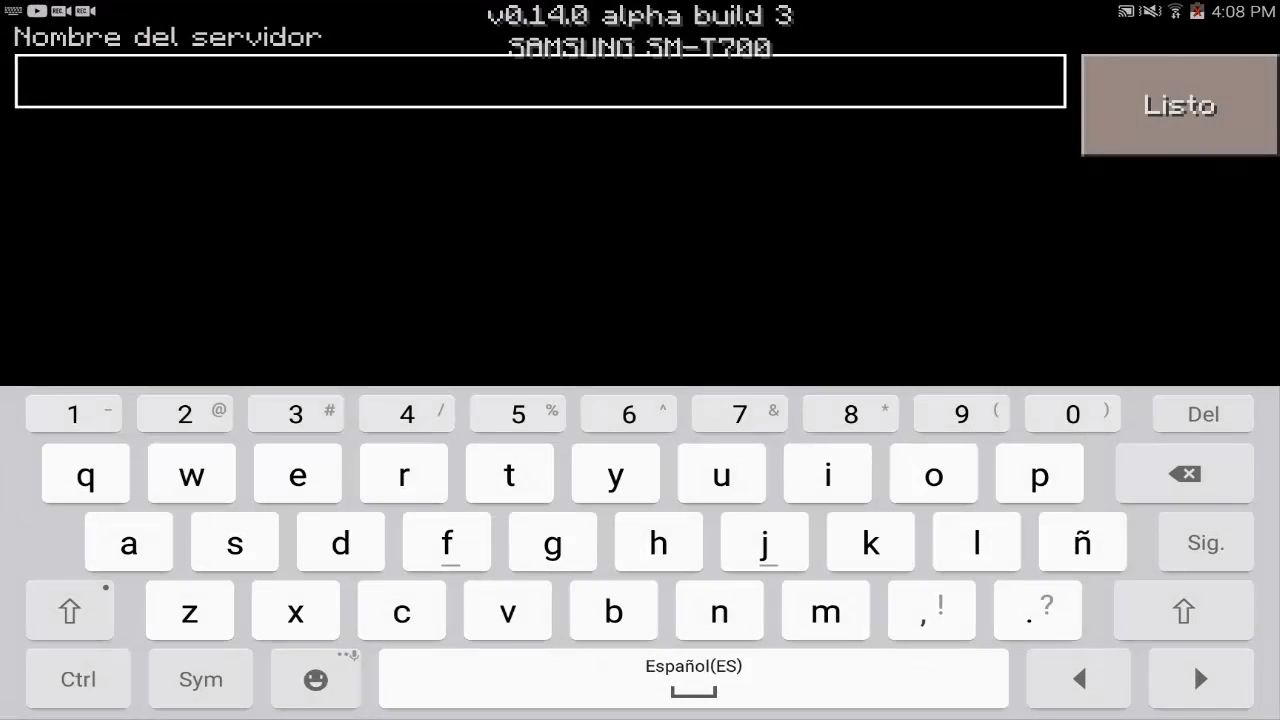 v0.14.0 alpha build 3
4:08 PM
Nombre del servidor
SAMSUNG SM-T700
Listo
1 - 2 @ 3 # 4 / 5 % 6 ^ 7 & 8 * 9 ( 0 ) Del
q w e r t y u i o p
a s d f g h j k l ñ Sig.
z x c v b n m , ! . ?
Ctrl Sym Español(ES)